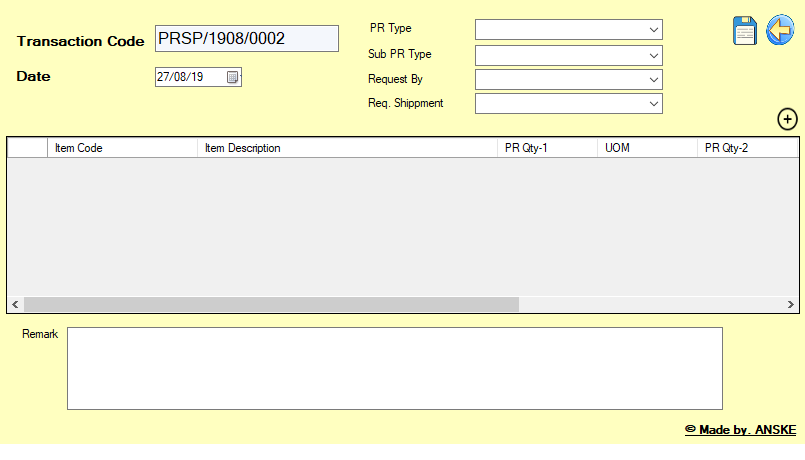 Transaction Code PRSP/1908/0002
Date 27/08/19
PR Type
Sub PR Type
Request By
Req. Shippment
Item Code Item Description PR Qty-1 UOM PR Qty-2
Remark
© Made by. ANSKE